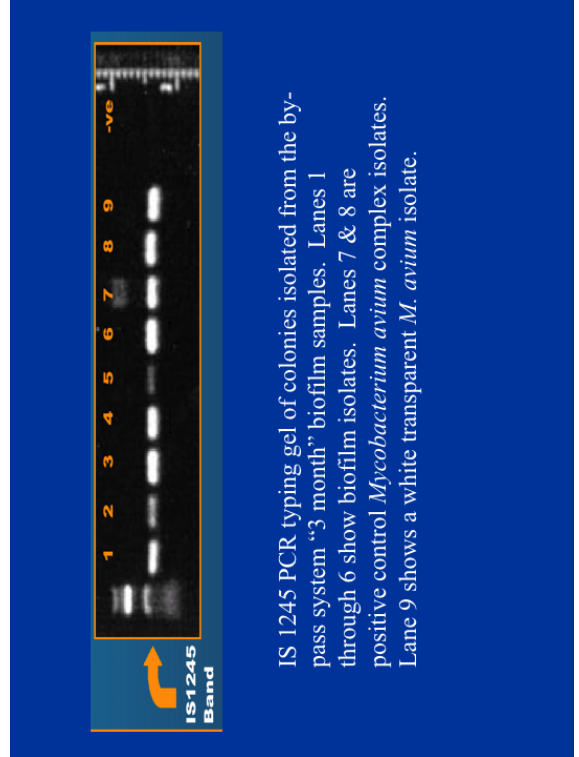 1 2 3 4 5 6 7 8 9 -ve
IS1245
Band
IS 1245 PCR typing gel of colonies isolated from the by-
pass system “3 month” biofilm samples. Lanes 1
through 6 show biofilm isolates. Lanes 7 & 8 are
positive control Mycobacterium avium complex isolates.
Lane 9 shows a white transparent M. avium isolate.